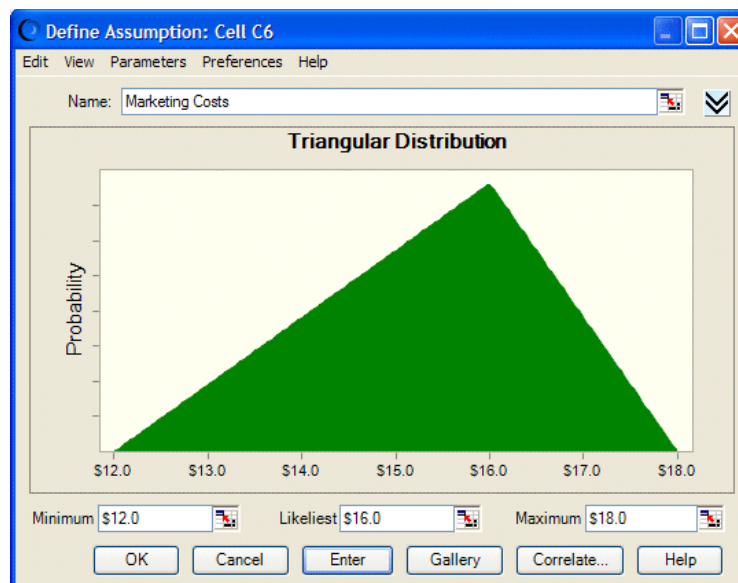 Define Assumption: Cell C6
Edit View Parameters Preferences Help
Name: Marketing Costs
Triangular Distribution
Probability
$12.0 $13.0 $14.0 $15.0 $16.0 $17.0 $18.0
Minimum $12.0 Likeliest $16.0 Maximum $18.0
OK Cancel Enter Gallery Correlate... Help